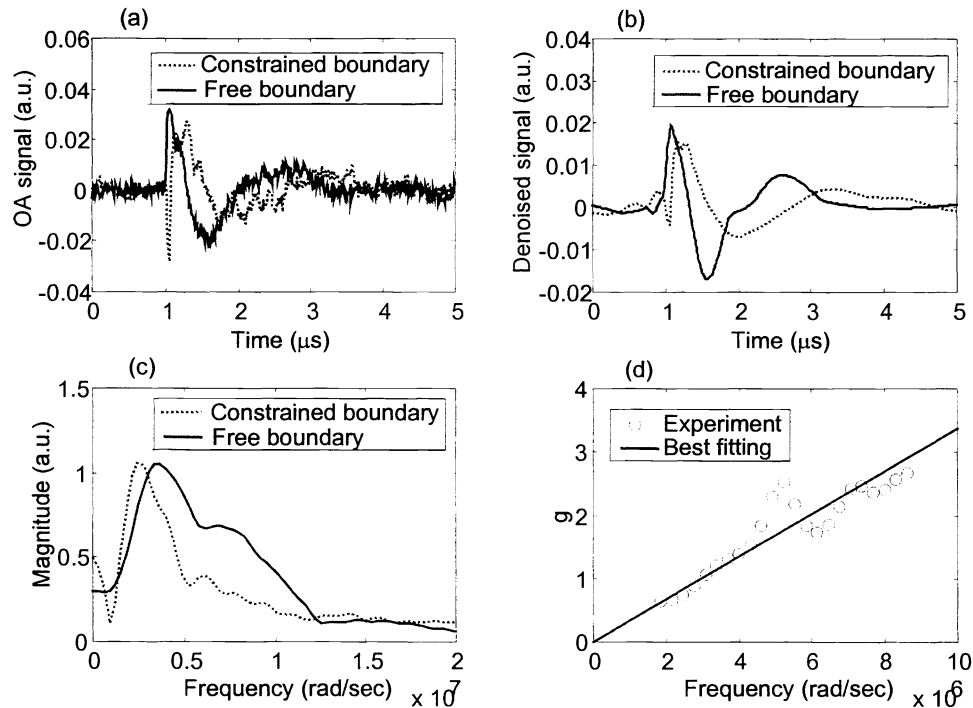 (a)
0.06
0.04
0.02
0
-0.02
-0.04
OA signal (a.u.)
Constrained boundary
Free boundary
0 1 2 3 4 5
Time (μs)
(b)
0.04
0.03
0.02
0.01
0
-0.01
-0.02
Denoised signal (a.u.)
Constrained boundary
Free boundary
0 1 2 3 4 5
Time (μs)
(c)
1.5
1
0.5
0
Magnitude (a.u.)
Constrained boundary
Free boundary
0 0.5 1 1.5 2
Frequency (rad/sec)
x 10^7
(d)
4
3
2
1
0
g
Experiment
Best fitting
0 2 4 6 8 10
Frequency (rad/sec)
x 10^6